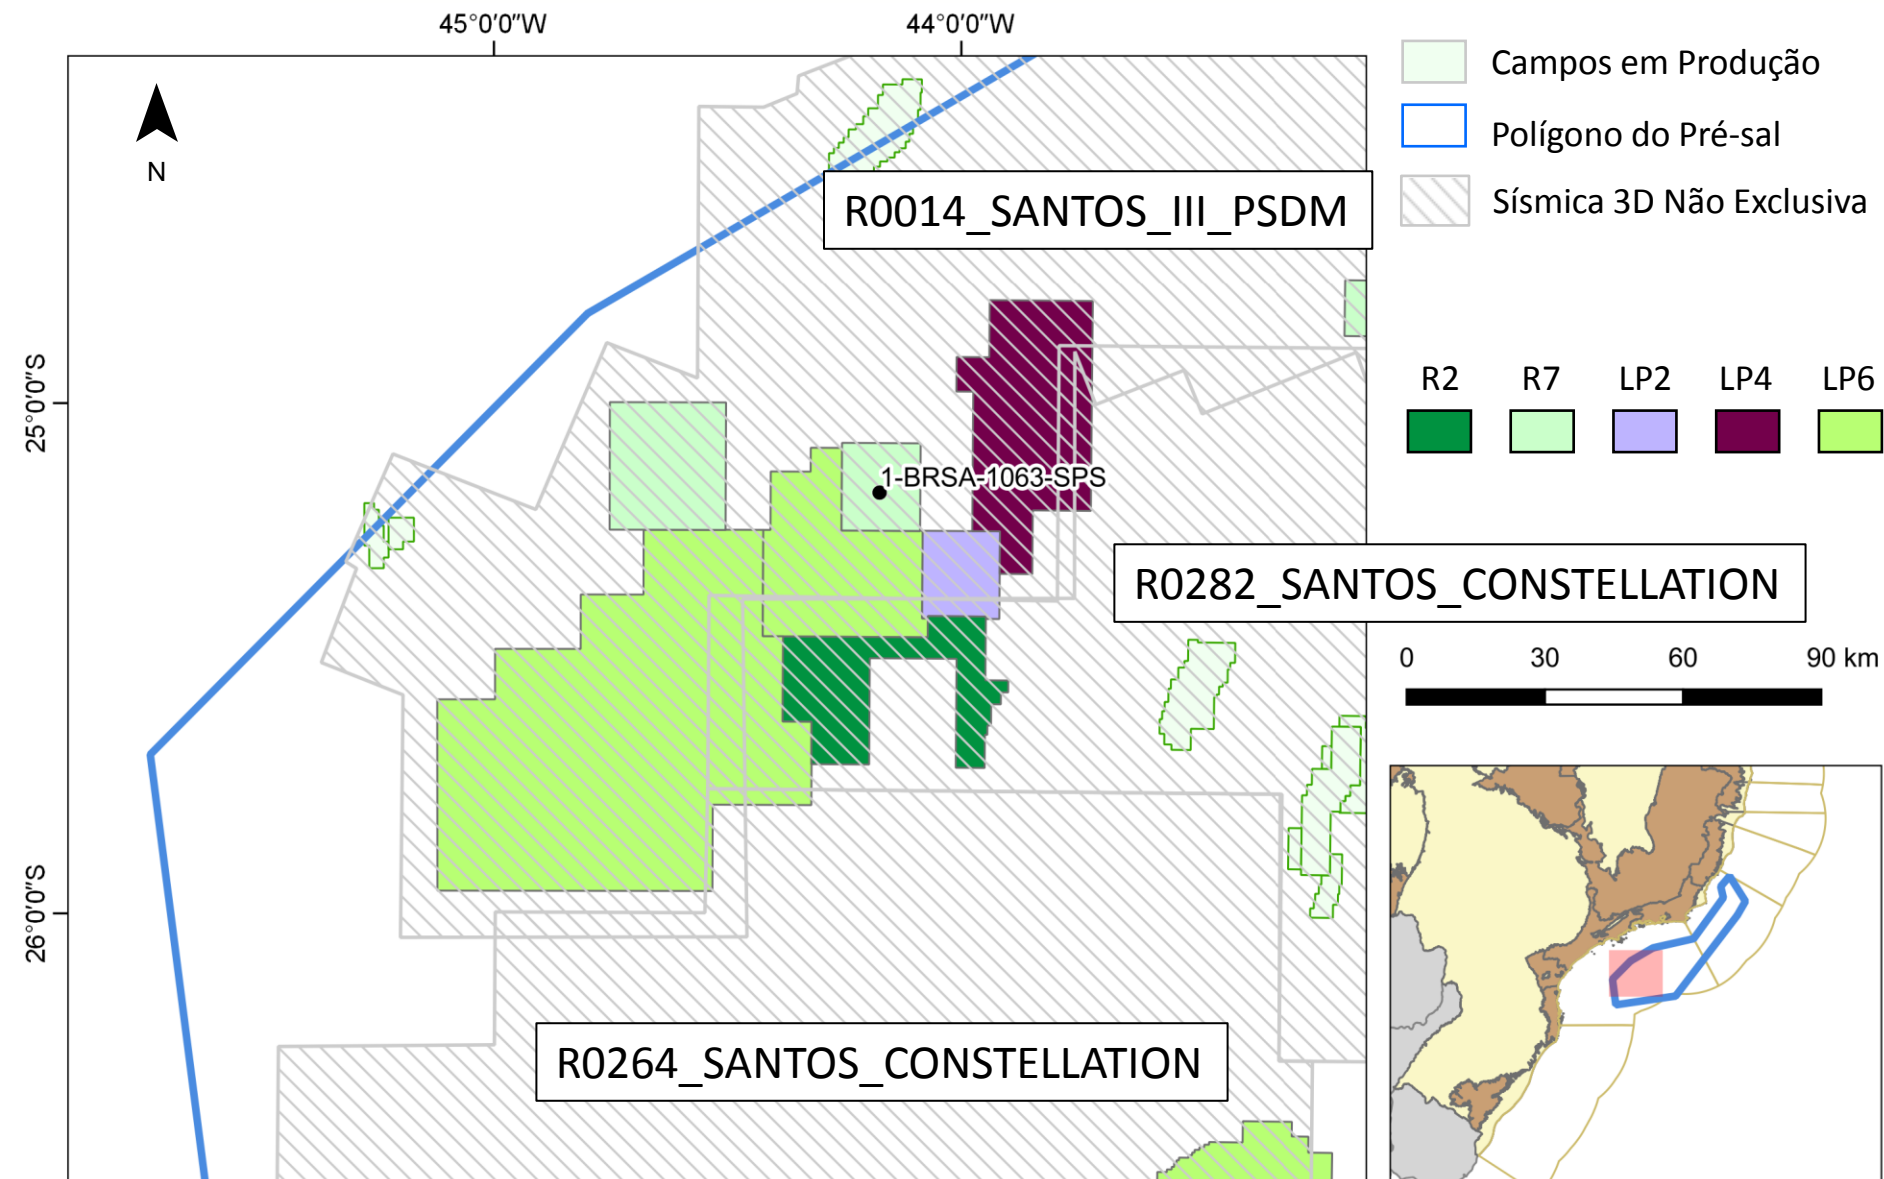 45°0'0"W
44°0'0"W
N
25°0'0"S
26°0'0"S
R0014_SANTOS_III_PSDM
1-BRSA-1063-SPS
R0282_SANTOS_CONSTELLATION
R0264_SANTOS_CONSTELLATION
Campos em Produção
Polígono do Pré-sal
Sísmica 3D Não Exclusiva
R2 R7 LP2 LP4 LP6
0 30 60 90 km